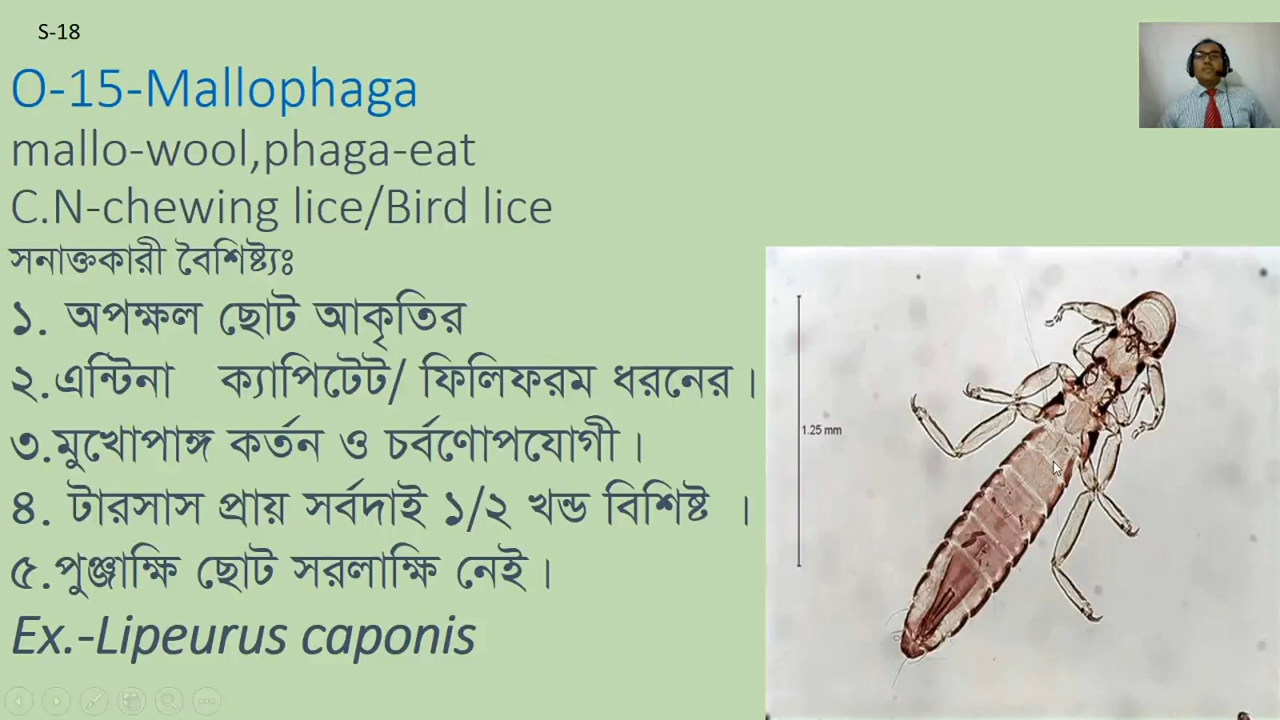 S-18
O-15-Mallophaga
mallo-wool,phaga-eat
C.N-chewing lice/Bird lice
সনাক্তকারী বৈশিষ্ট্যঃ
১. অপক্ষল ছোট আকৃতির
২.এন্টিনা ক্যাপিটেট/ ফিলিফরম ধরনের।
৩.মুখোপাঙ্গ কর্তন ও চর্বণোপযোগী।
৪. টারসাস প্রায় সর্বদাই ১/২ খন্ড বিশিষ্ট ।
৫.পুঞ্জাক্ষি ছোট সরলাক্ষি নেই।
Ex.-Lipeurus caponis
1.25 mm